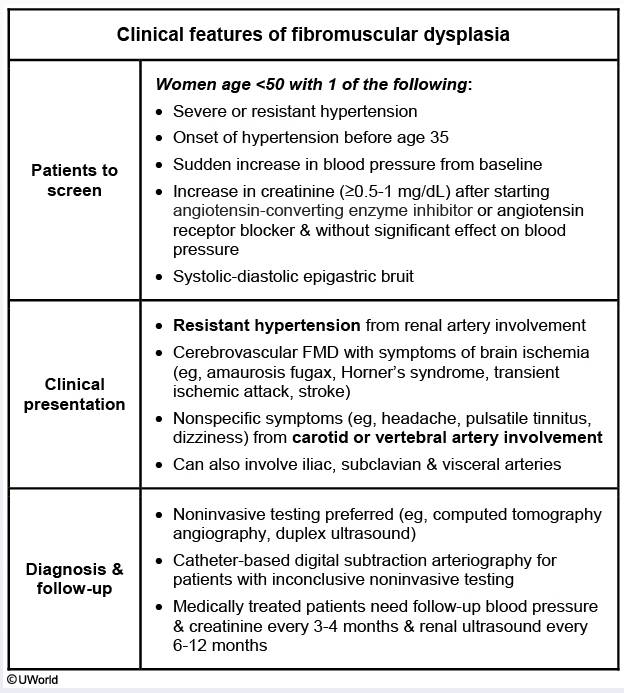 Clinical features of fibromuscular dysplasia
Patients to
screen
Women age <50 with 1 of the following:
• Severe or resistant hypertension
• Onset of hypertension before age 35
• Sudden increase in blood pressure from baseline
• Increase in creatinine (≥0.5-1 mg/dL) after starting
angiotensin-converting enzyme inhibitor or angiotensin
receptor blocker & without significant effect on blood
pressure
• Systolic-diastolic epigastric bruit
Clinical
presentation
• Resistant hypertension from renal artery involvement
• Cerebrovascular FMD with symptoms of brain ischemia
(eg, amaurosis fugax, Horner's syndrome, transient
ischemic attack, stroke)
• Nonspecific symptoms (eg, headache, pulsatile tinnitus,
dizziness) from carotid or vertebral artery involvement
• Can also involve iliac, subclavian & visceral arteries
Diagnosis &
follow-up
• Noninvasive testing preferred (eg, computed tomography
angiography, duplex ultrasound)
• Catheter-based digital subtraction arteriography for
patients with inconclusive noninvasive testing
• Medically treated patients need follow-up blood pressure
& creatinine every 3-4 months & renal ultrasound every
6-12 months
©UWorld